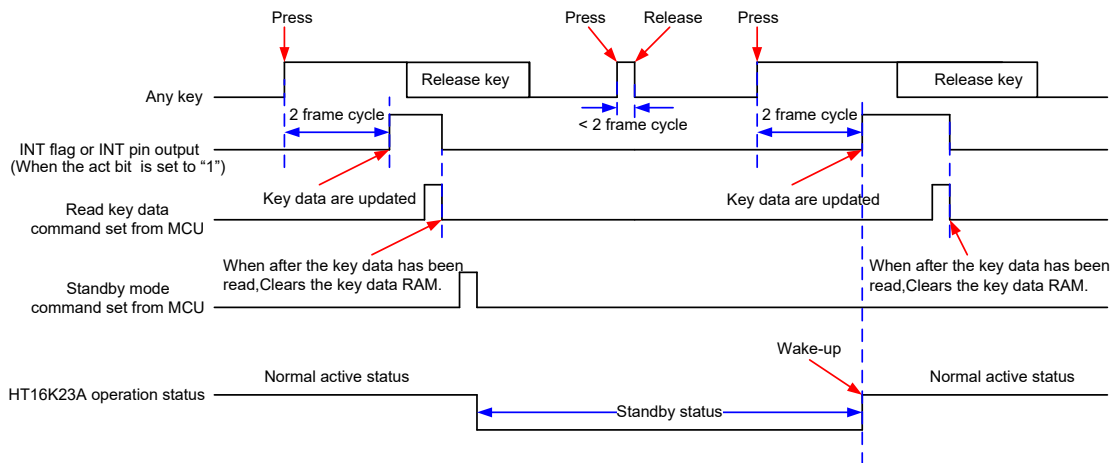 Press
Press
Release
Press
Any key
Release key
Release key
2 frame cycle
< 2 frame cycle
2 frame cycle
INT flag or INT pin output
(When the act bit is set to “1”)
Key data are updated
Key data are updated
Read key data
command set from MCU
When after the key data has been
read,Clears the key data RAM.
When after the key data has been
read,Clears the key data RAM.
Standby mode
command set from MCU
Wake-up
Normal active status
Normal active status
HT16K23A operation status
Standby status